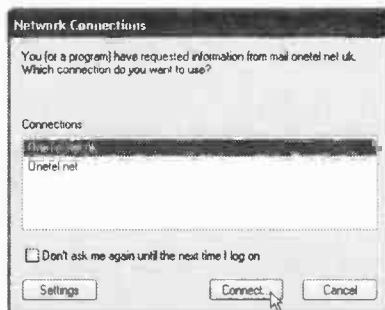 Network Connections
You (or a program) have requested information from mail onetel net uk.
Which connection do you want to use?
Connections
Onetel net
Don't ask me again until the next time I log on
Settings
Connect
Cancel